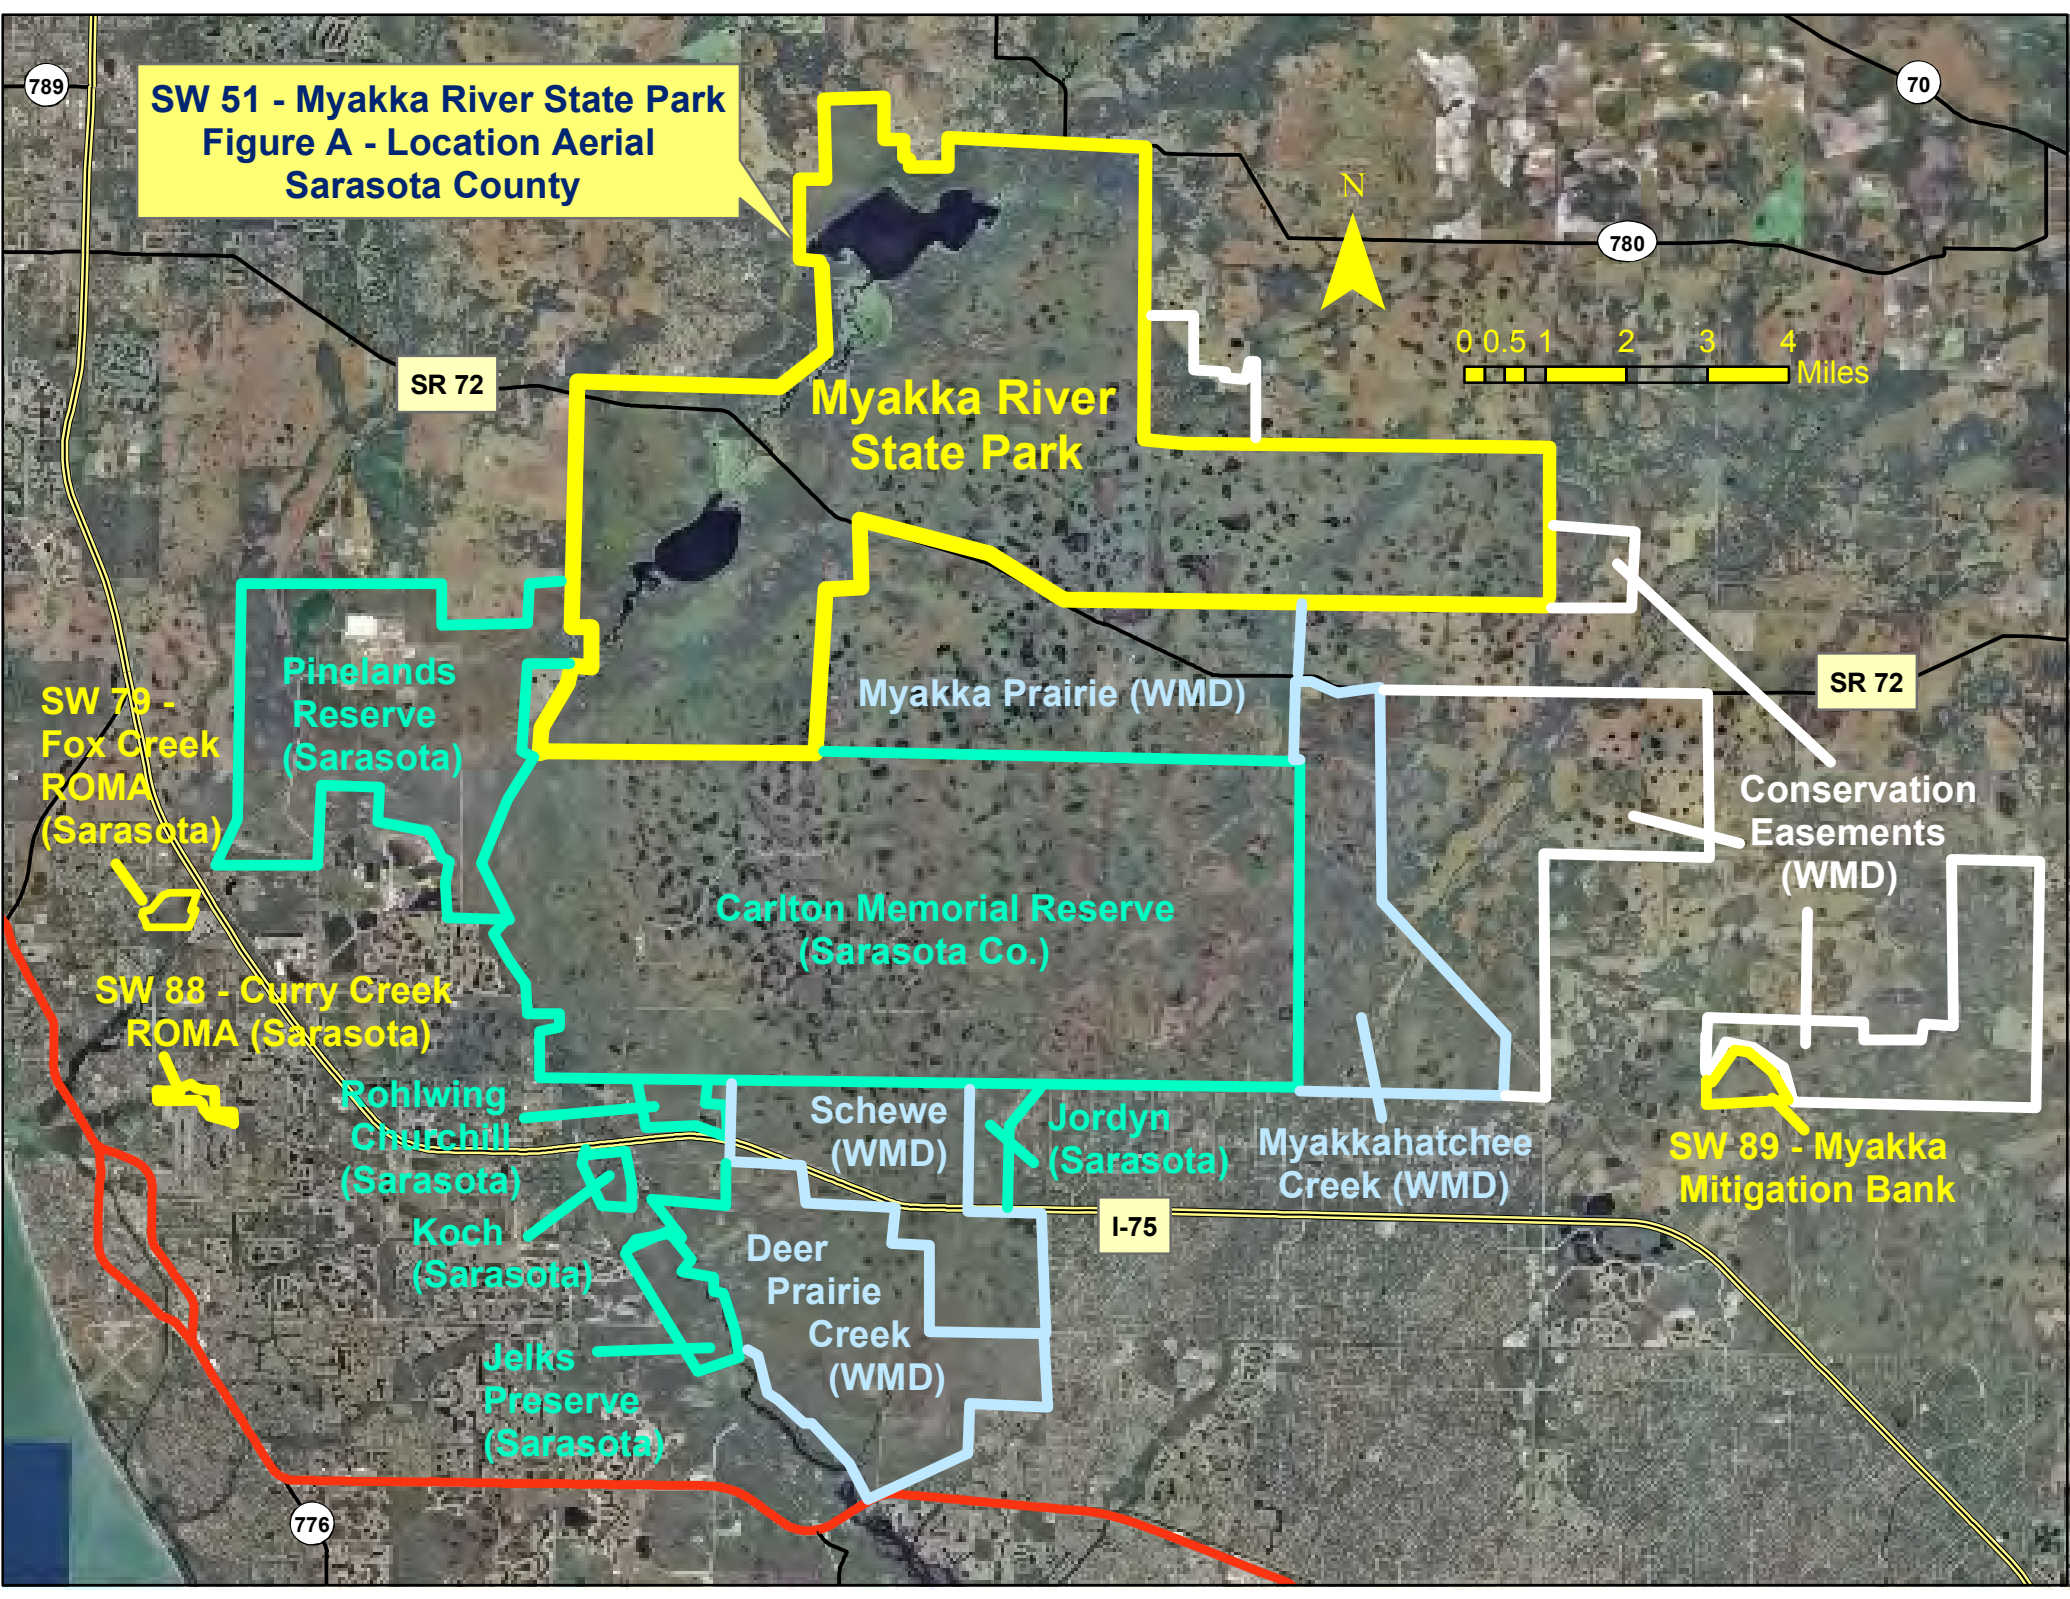 789
SW 51 - Myakka River State Park
Figure A - Location Aerial
Sarasota County
70
N
780
0 0.5 1 2 3 4
Miles
SR 72
Myakka River
State Park
Pinelands
Reserve
(Sarasota)
Myakka Prairie (WMD)
SR 72
SW 79 -
Fox Creek
ROMA
(Sarasota)
Conservation
Easements
(WMD)
Carlton Memorial Reserve
(Sarasota Co.)
SW 88 - Curry Creek
ROMA (Sarasota)
Rohlwing
Churchill
(Sarasota)
Schewe
(WMD)
Jordyn
(Sarasota)
Myakkahatchee
Creek (WMD)
SW 89 - Myakka
Mitigation Bank
Koch
(Sarasota)
I-75
Deer
Prairie
Creek
(WMD)
Jelks
Preserve
(Sarasota)
776